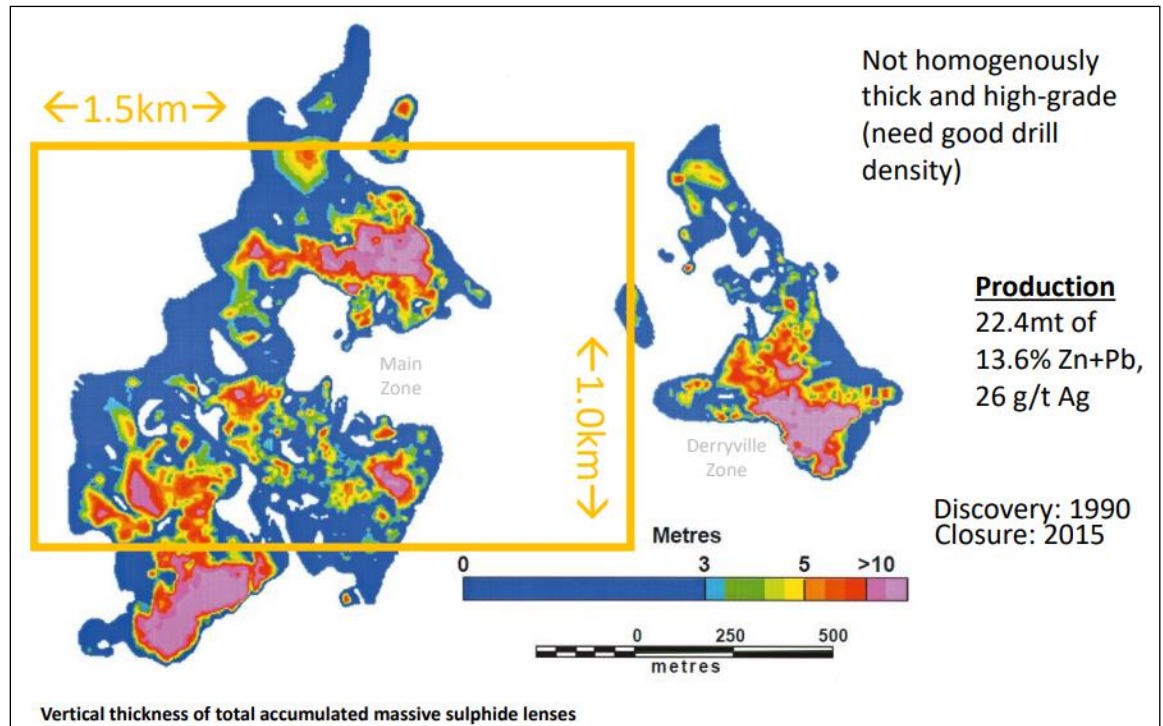 ←1.5km→
Not homogenously
thick and high-grade
(need good drill
density)
Main
Zone
←1.0km→
Derryville
Zone
Production
22.4mt of
13.6% Zn+Pb,
26 g/t Ag
Discovery: 1990
Closure: 2015
Metres
0 3 5 >10
0 250 500
metres
Vertical thickness of total accumulated massive sulphide lenses